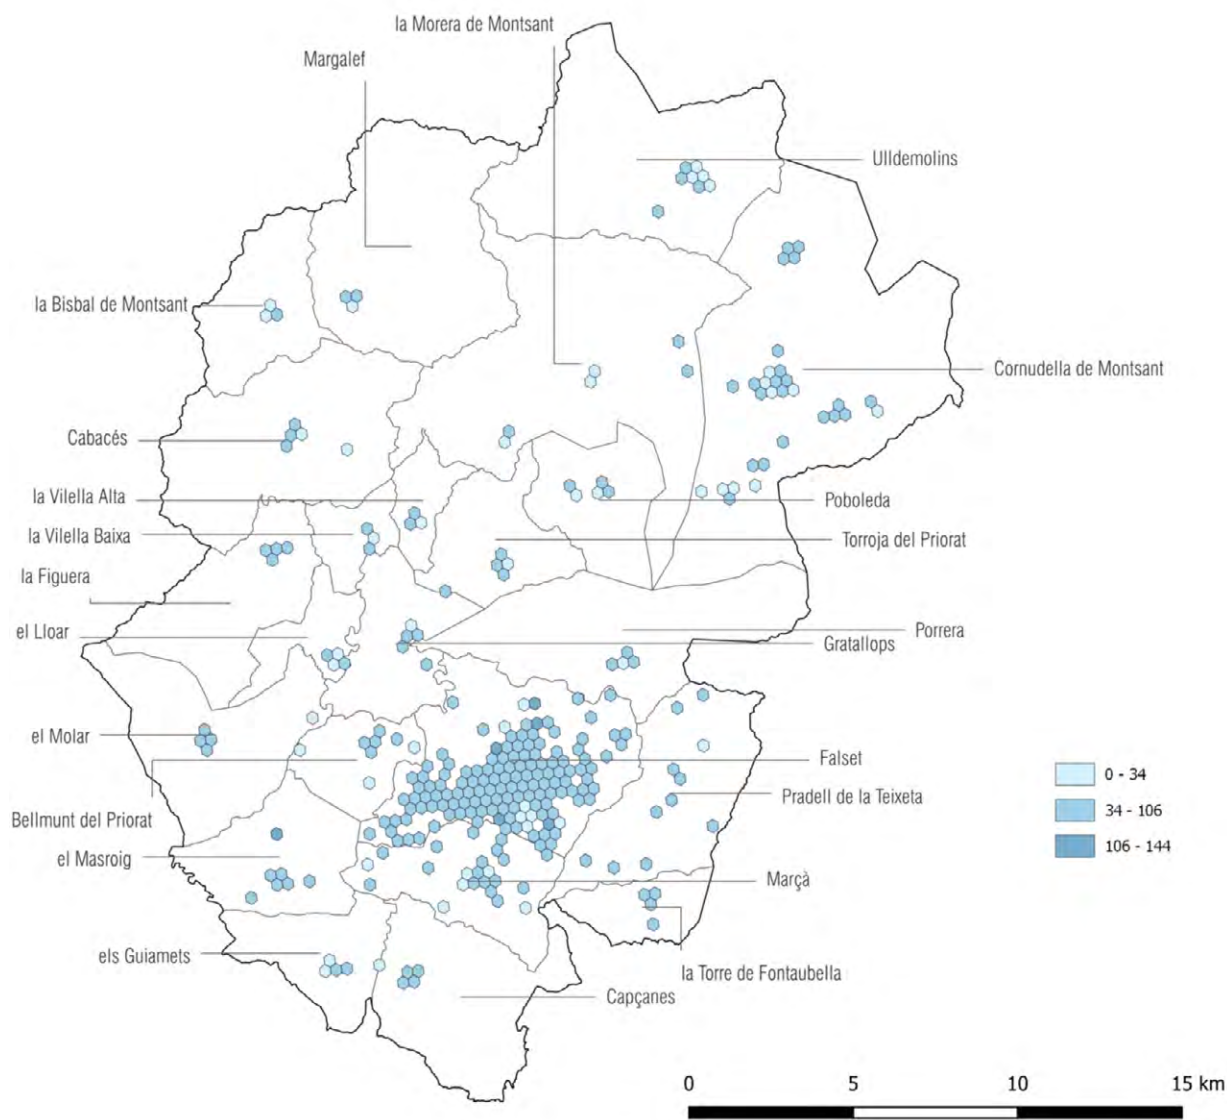 la Morera de Montsant
Margalef
Ulldemolins
la Bisbal de Montsant
Cornudella de Montsant
Cabacés
la Vilella Alta
Poboleda
la Vilella Baixa
Torroja del Priorat
la Figuera
el Lloar
Porrera
Gratallops
el Molar
Falset
0 - 34
Pradell de la Teixeta
34 - 106
Bellmunt del Priorat
106 - 144
el Masroig
Marçà
els Guiamets
la Torre de Fontaubella
Capçanes
0 5 10 15 km